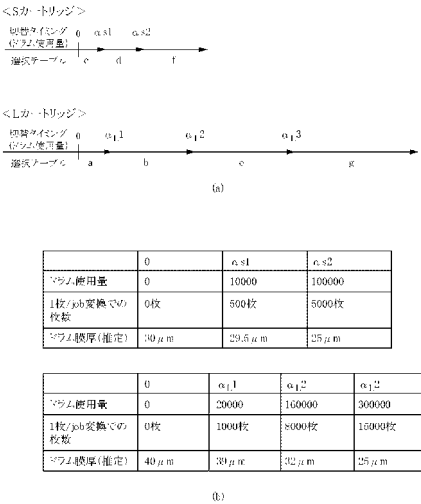 ＜Sカートリッジ＞
切替タイミング
(ドラム使用量)
0 αs1 αs2
選択テーブル c d f
＜Lカートリッジ＞
切替タイミング
(ドラム使用量)
0 αL1 αL2 αL3
選択テーブル a b e g
(a)
0 αs1 αs2
ドラム使用量 0 10000 100000
1枚/job変換での
枚数
0枚 500枚 5000枚
ドラム膜厚(推定) 30μm 29.5μm 25μm
0 αL1 αL2 αL2
ドラム使用量 0 20000 160000 300000
1枚/job変換での
枚数
0枚 1000枚 8000枚 15000枚
ドラム膜厚(推定) 40μm 39μm 32μm 25μm
(b)